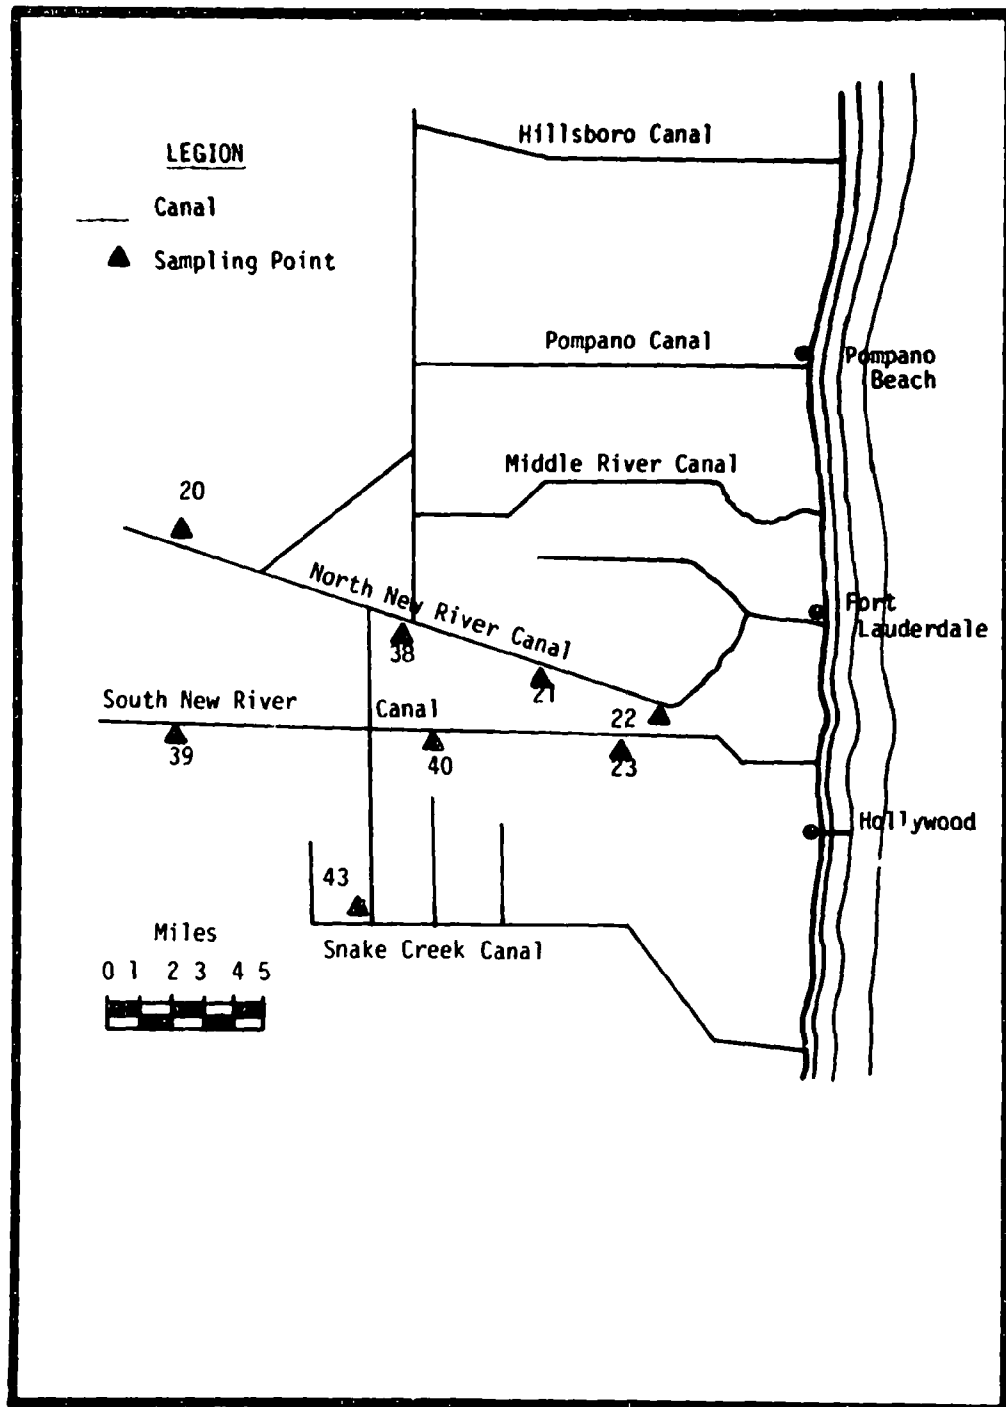 Hillsboro Canal
LEGION
Canal
Sampling Point
Pompano Canal
Pompano
Beach
Middle River Canal
20
North New River Canal
Fort
Lauderdale
38
21
South New River
Canal
22
39
40
23
Hollywood
43
Miles
Snake Creek Canal
0 1 2 3 4 5